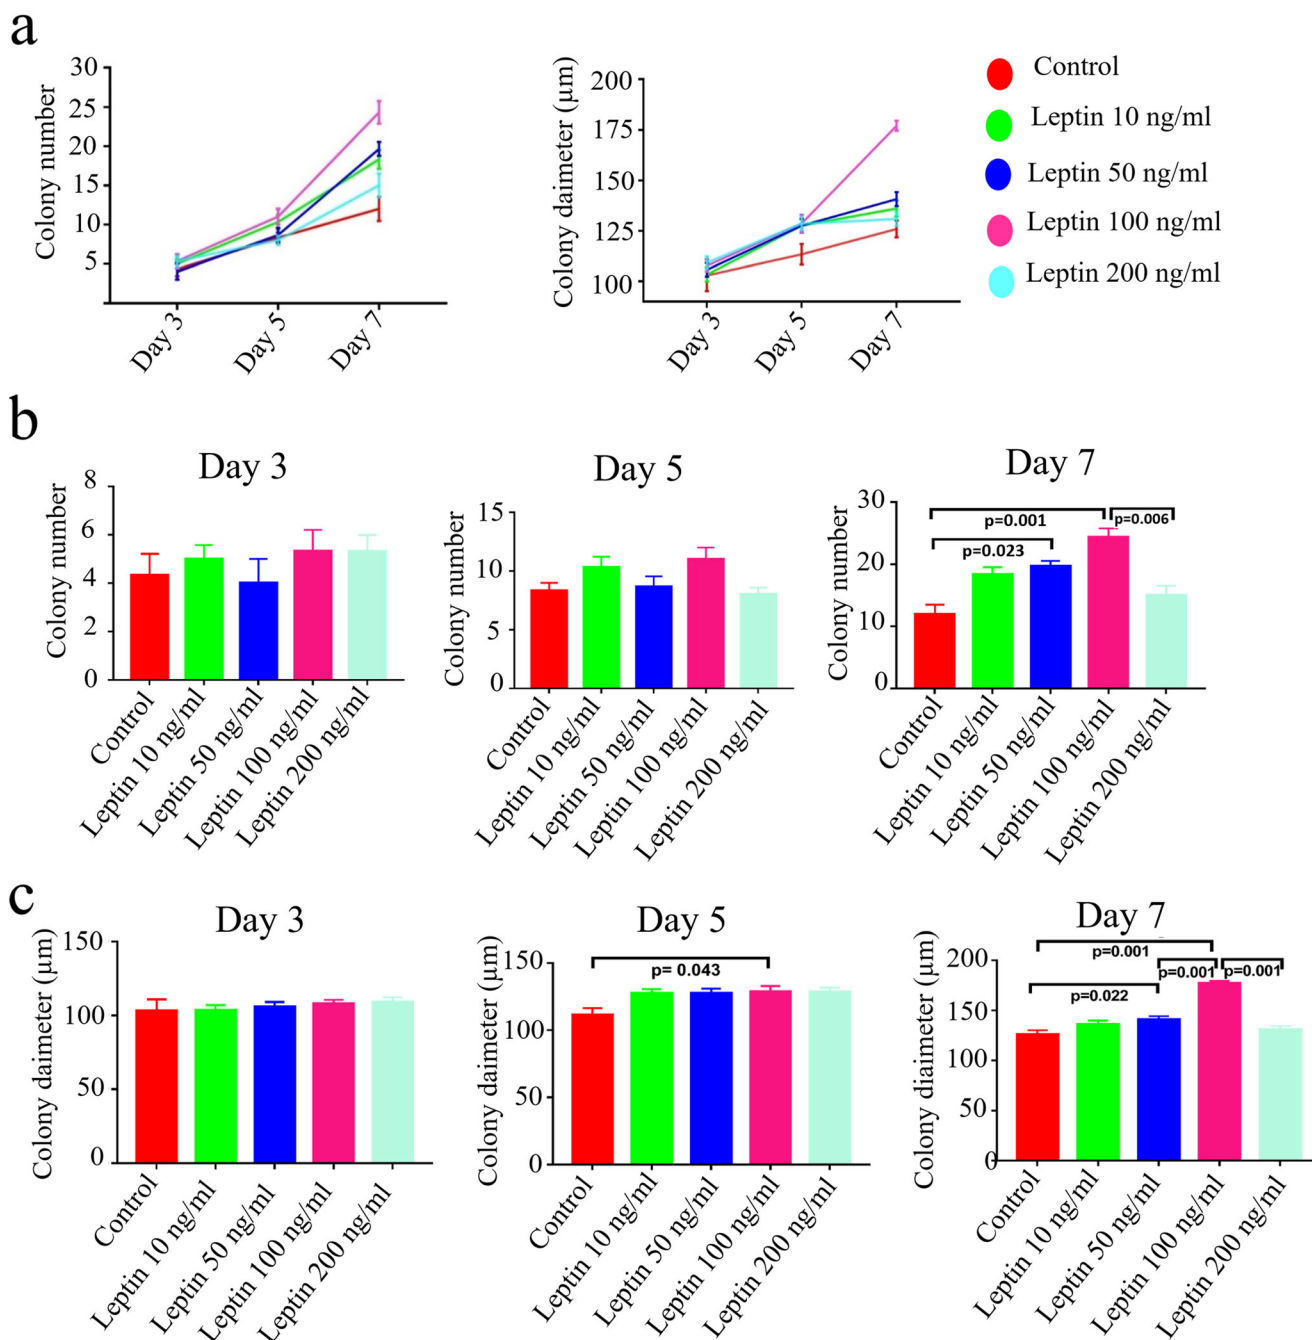 a
Colony number
30
25
20
15
10
5
Day 3
Day 5
Day 7
Colony daimeter (μm)
200
175
150
125
100
Day 3
Day 5
Day 7
Control
Leptin 10 ng/ml
Leptin 50 ng/ml
Leptin 100 ng/ml
Leptin 200 ng/ml
b
Day 3
Colony number
8
6
4
2
0
Control
Leptin 10 ng/ml
Leptin 50 ng/ml
Leptin 100 ng/ml
Leptin 200 ng/ml
Day 5
Colony number
15
10
5
0
Control
Leptin 10 ng/ml
Leptin 50 ng/ml
Leptin 100 ng/ml
Leptin 200 ng/ml
Day 7
Colony number
30
20
10
0
p=0.001
p=0.006
p=0.023
Control
Leptin 10 ng/ml
Leptin 50 ng/ml
Leptin 100 ng/ml
Leptin 200 ng/ml
c
Day 3
Colony daimeter (μm)
150
100
50
0
Control
Leptin 10 ng/ml
Leptin 50 ng/ml
Leptin 100 ng/ml
Leptin 200 ng/ml
Day 5
Colony daimeter (μm)
150
100
50
0
p= 0.043
Control
Leptin 10 ng/ml
Leptin 50 ng/ml
Leptin 100 ng/ml
Leptin 200 ng/ml
Day 7
Colony diaimeter (μm)
200
150
100
50
0
p=0.001
p=0.001
p=0.001
p=0.022
Control
Leptin 10 ng/ml
Leptin 50 ng/ml
Leptin 100 ng/ml
Leptin 200 ng/ml